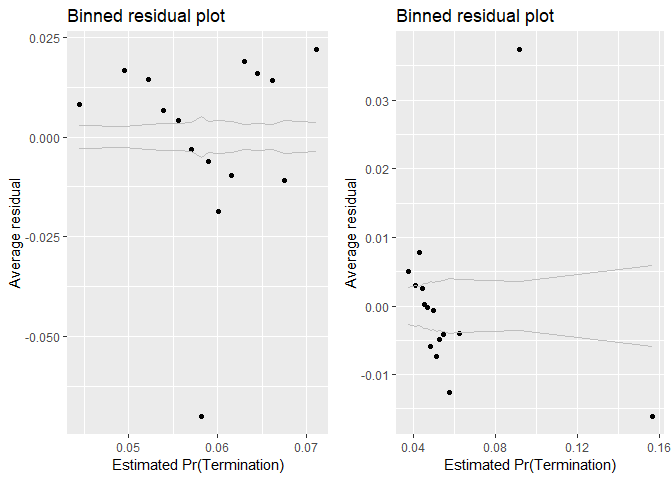 Binned residual plot
0.025
0.000
-0.025
-0.050
Average residual
0.05
0.06
0.07
Estimated Pr(Termination)
Binned residual plot
0.03
0.02
0.01
0.00
-0.01
Average residual
0.04
0.08
0.12
0.16
Estimated Pr(Termination)